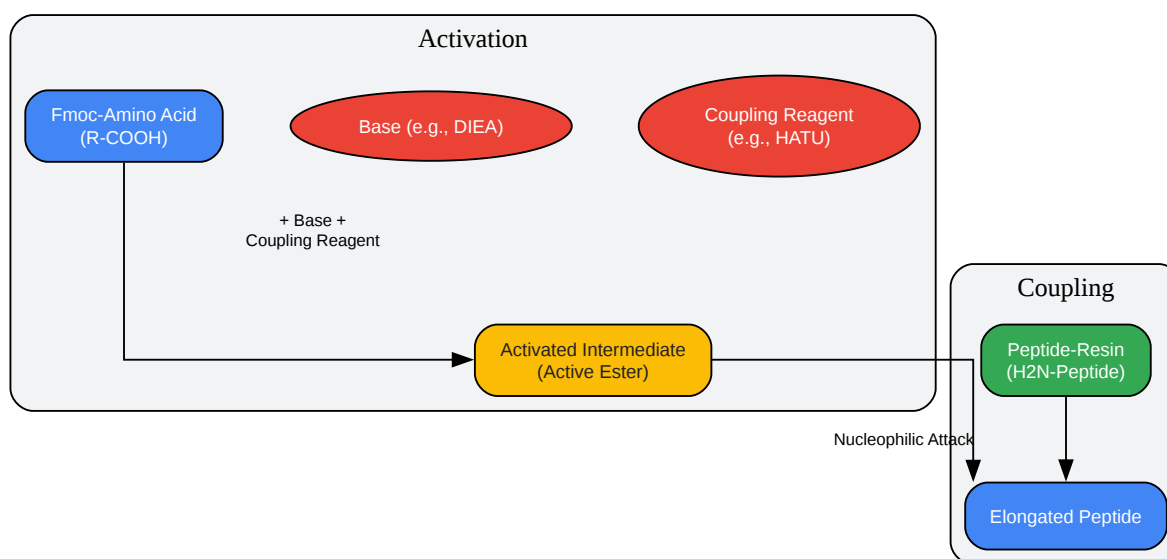 Activation
Fmoc-Amino Acid
(R-COOH)
Base (e.g., DIEA)
Coupling Reagent
(e.g., HATU)
+ Base +
Coupling Reagent
Activated Intermediate
(Active Ester)
Coupling
Peptide-Resin
(H2N-Peptide)
Nucleophilic Attack
Elongated Peptide